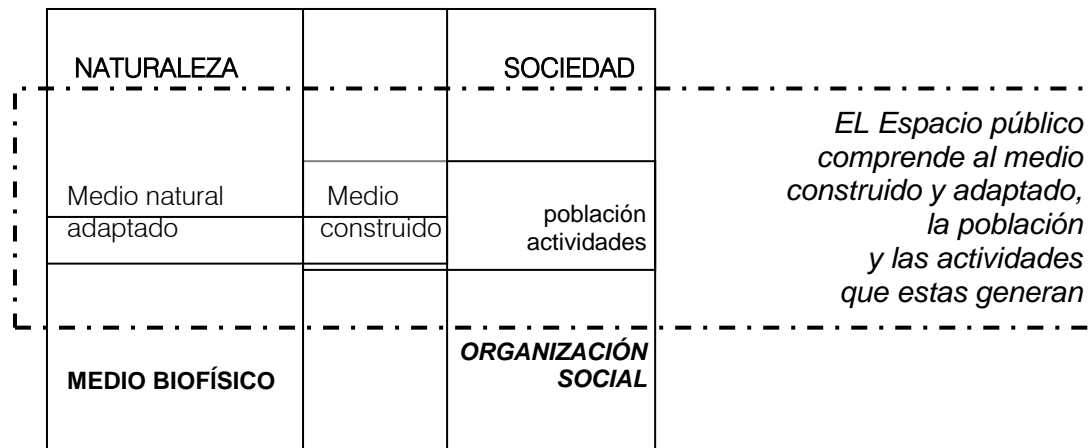 NATURALEZA
SOCIEDAD
EL Espacio público
comprende al medio
construido y adaptado,
la población
y las actividades
que estas generan
Medio natural
adaptado
Medio
construido
población
actividades
MEDIO BIOFÍSICO
ORGANIZACIÓN
SOCIAL